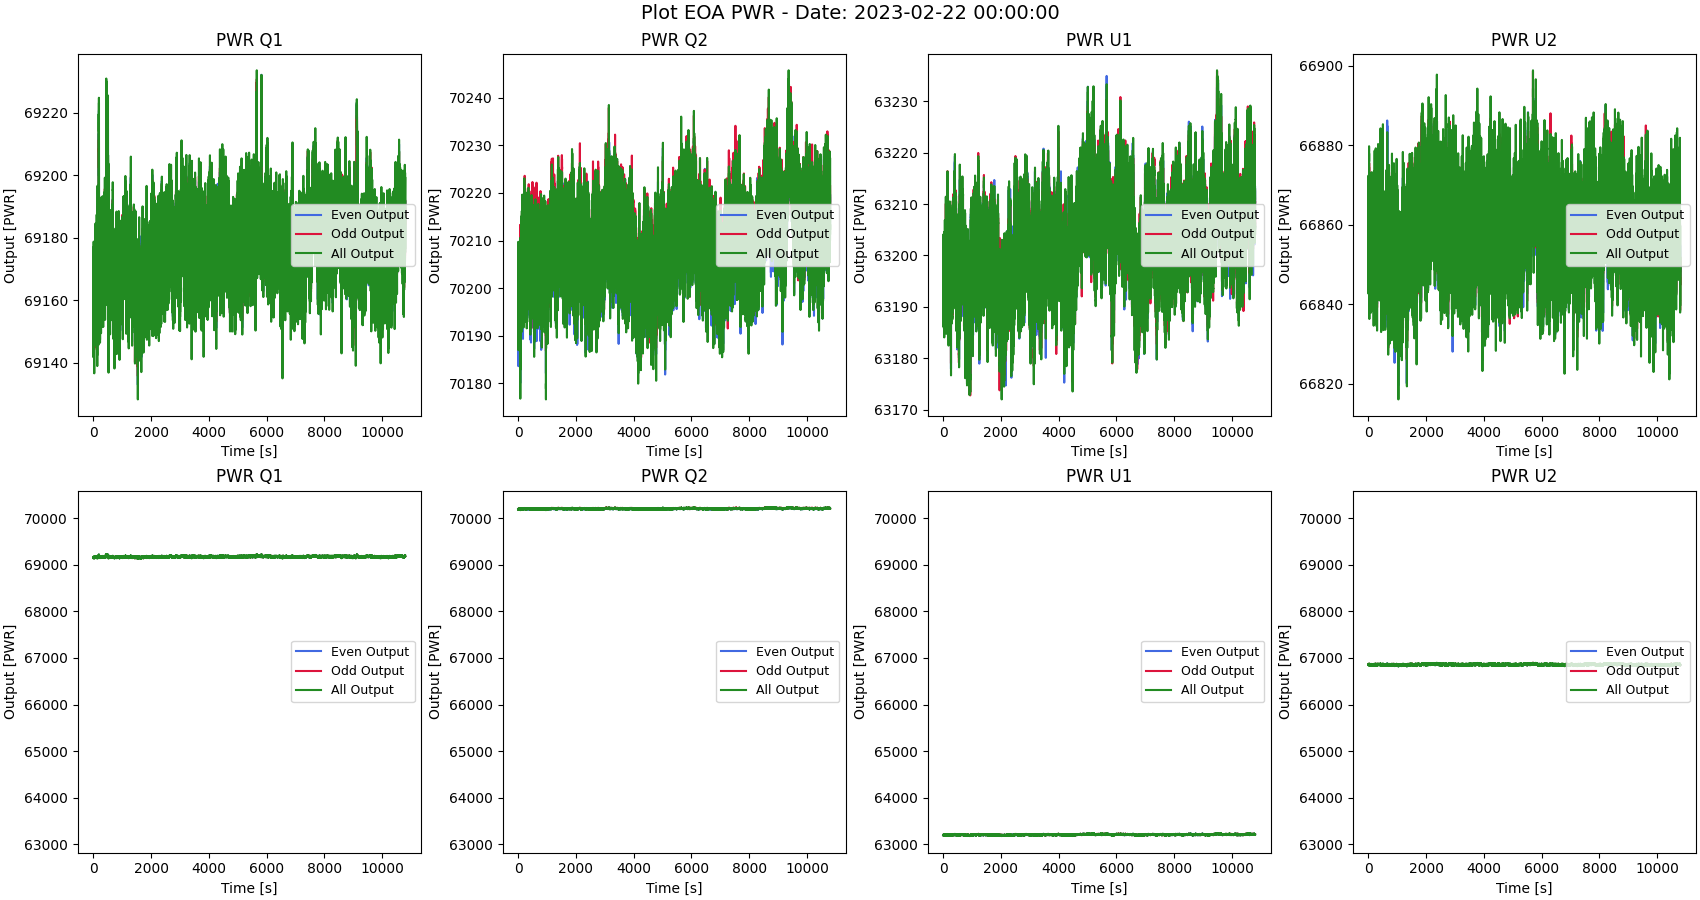 Plot EOA PWR - Date: 2023-02-22 00:00:00
PWR Q1
Output [PWR]
69220
69200
69180
69160
69140
0 2000 4000 6000 8000 10000
Time [s]
Even Output
Odd Output
All Output
PWR Q2
Output [PWR]
70240
70230
70220
70210
70200
70190
70180
0 2000 4000 6000 8000 10000
Time [s]
Even Output
Odd Output
All Output
PWR U1
Output [PWR]
63230
63220
63210
63200
63190
63180
63170
0 2000 4000 6000 8000 10000
Time [s]
Even Output
Odd Output
All Output
PWR U2
Output [PWR]
66900
66880
66860
66840
66820
0 2000 4000 6000 8000 10000
Time [s]
Even Output
Odd Output
All Output
PWR Q1
Output [PWR]
70000
69000
68000
67000
66000
65000
64000
63000
0 2000 4000 6000 8000 10000
Time [s]
Even Output
Odd Output
All Output
PWR Q2
Output [PWR]
70000
69000
68000
67000
66000
65000
64000
63000
0 2000 4000 6000 8000 10000
Time [s]
Even Output
Odd Output
All Output
PWR U1
Output [PWR]
70000
69000
68000
67000
66000
65000
64000
63000
0 2000 4000 6000 8000 10000
Time [s]
Even Output
Odd Output
All Output
PWR U2
Output [PWR]
70000
69000
68000
67000
66000
65000
64000
63000
0 2000 4000 6000 8000 10000
Time [s]
Even Output
Odd Output
All Output